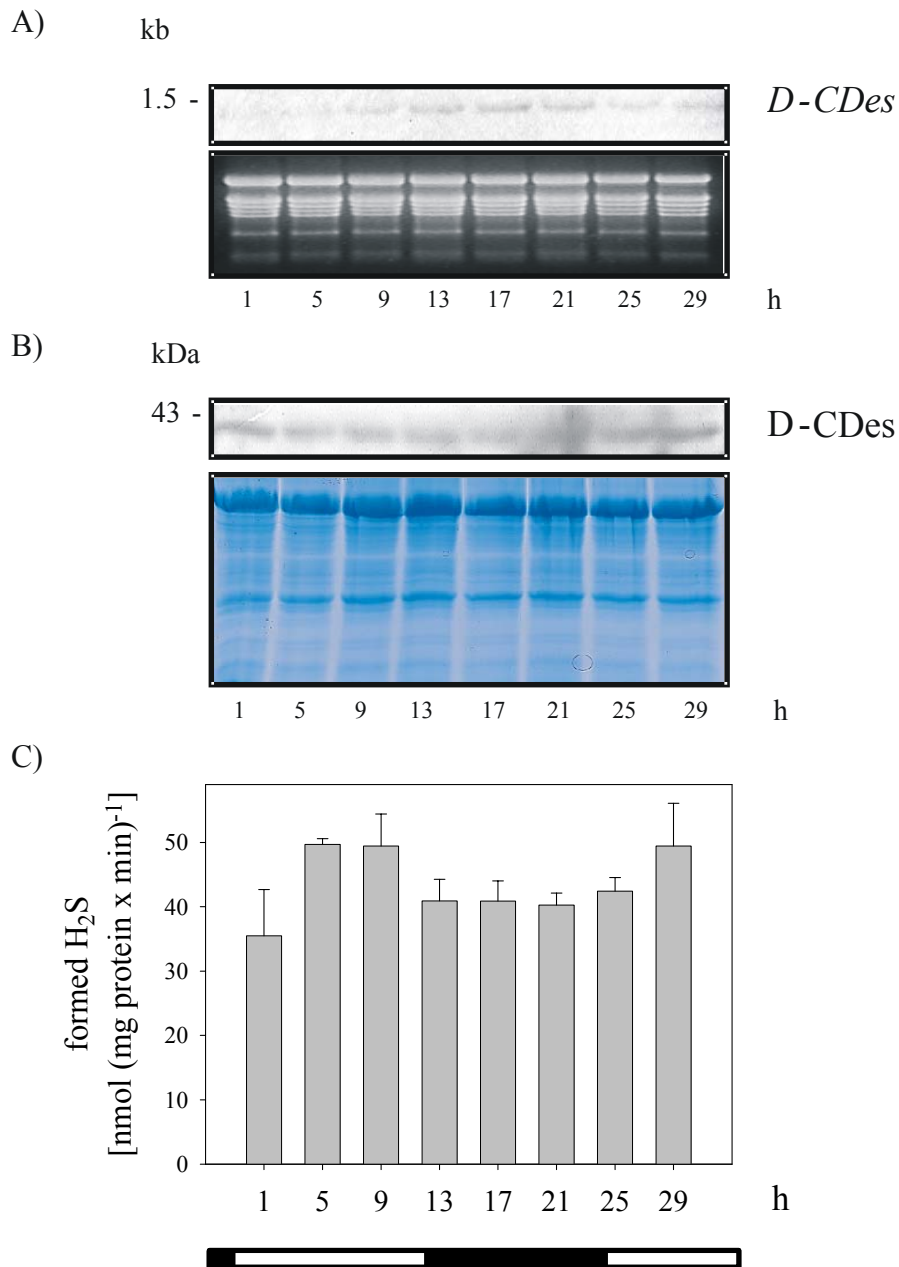 A)
kb
1.5 -
D-CDes
1 5 9 13 17 21 25 29 h
B)
kDa
43 -
D-CDes
1 5 9 13 17 21 25 29 h
C)
formed H₂S
[nmol (mg protein x min)⁻¹]
50
40
30
20
10
0
1 5 9 13 17 21 25 29 h